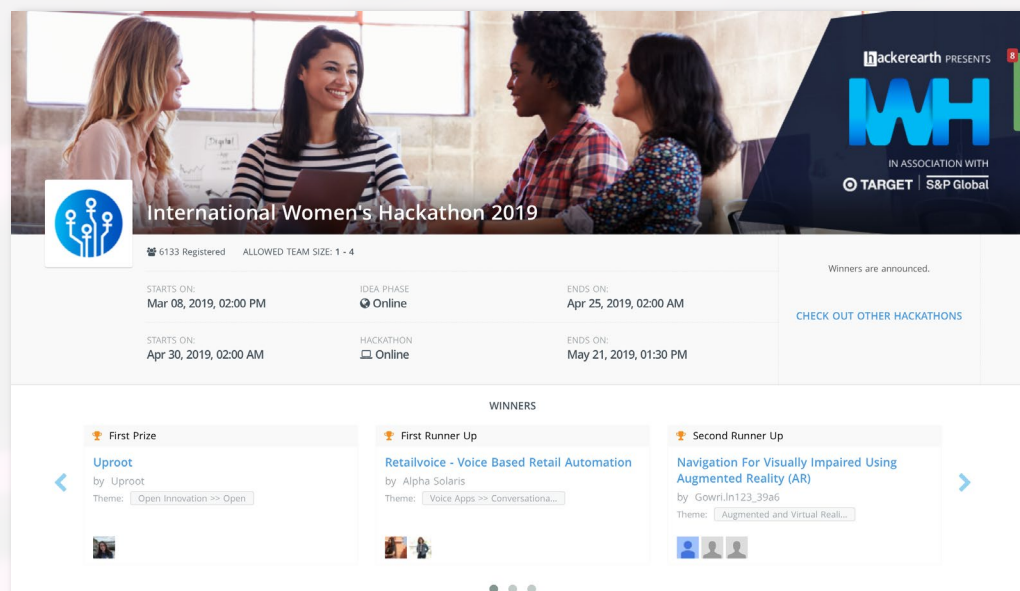 hackerearth PRESENTS
8
IWH
IN ASSOCIATION WITH
TARGET | S&P Global
International Women's Hackathon 2019
6133 Registered ALLOWED TEAM SIZE: 1 - 4
STARTS ON: IDEA PHASE ENDS ON:
Mar 08, 2019, 02:00 PM Online Apr 25, 2019, 02:00 AM
STARTS ON: HACKATHON ENDS ON:
Apr 30, 2019, 02:00 AM Online May 21, 2019, 01:30 PM
Winners are announced.
CHECK OUT OTHER HACKATHONS
WINNERS
First Prize
Uproot
by Uproot
Theme: Open Innovation >> Open
First Runner Up
Retailvoice - Voice Based Retail Automation
by Alpha Solaris
Theme: Voice Apps >> Conversationa...
Second Runner Up
Navigation For Visually Impaired Using
Augmented Reality (AR)
by Gowri.ln123_39a6
Theme: Augmented and Virtual Reali...